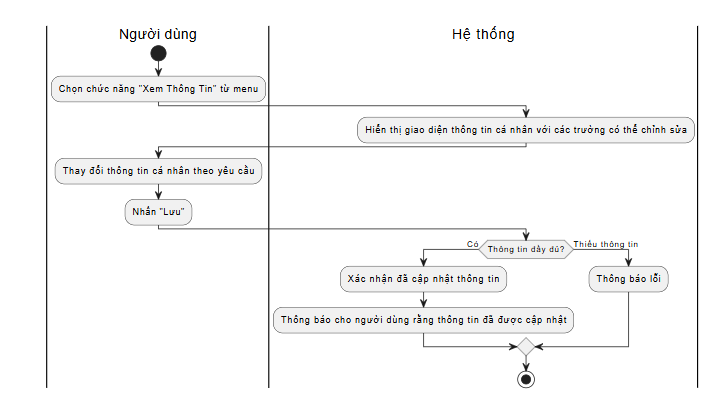 Người dùng
Hệ thống
Chọn chức năng "Xem Thông Tin" từ menu
Hiển thị giao diện thông tin cá nhân với các trường có thể chỉnh sửa
Thay đổi thông tin cá nhân theo yêu cầu
Nhấn "Lưu"
Có
Thông tin đầy đủ?
Thiếu thông tin
Xác nhận đã cập nhật thông tin
Thông báo lỗi
Thông báo cho người dùng rằng thông tin đã được cập nhật